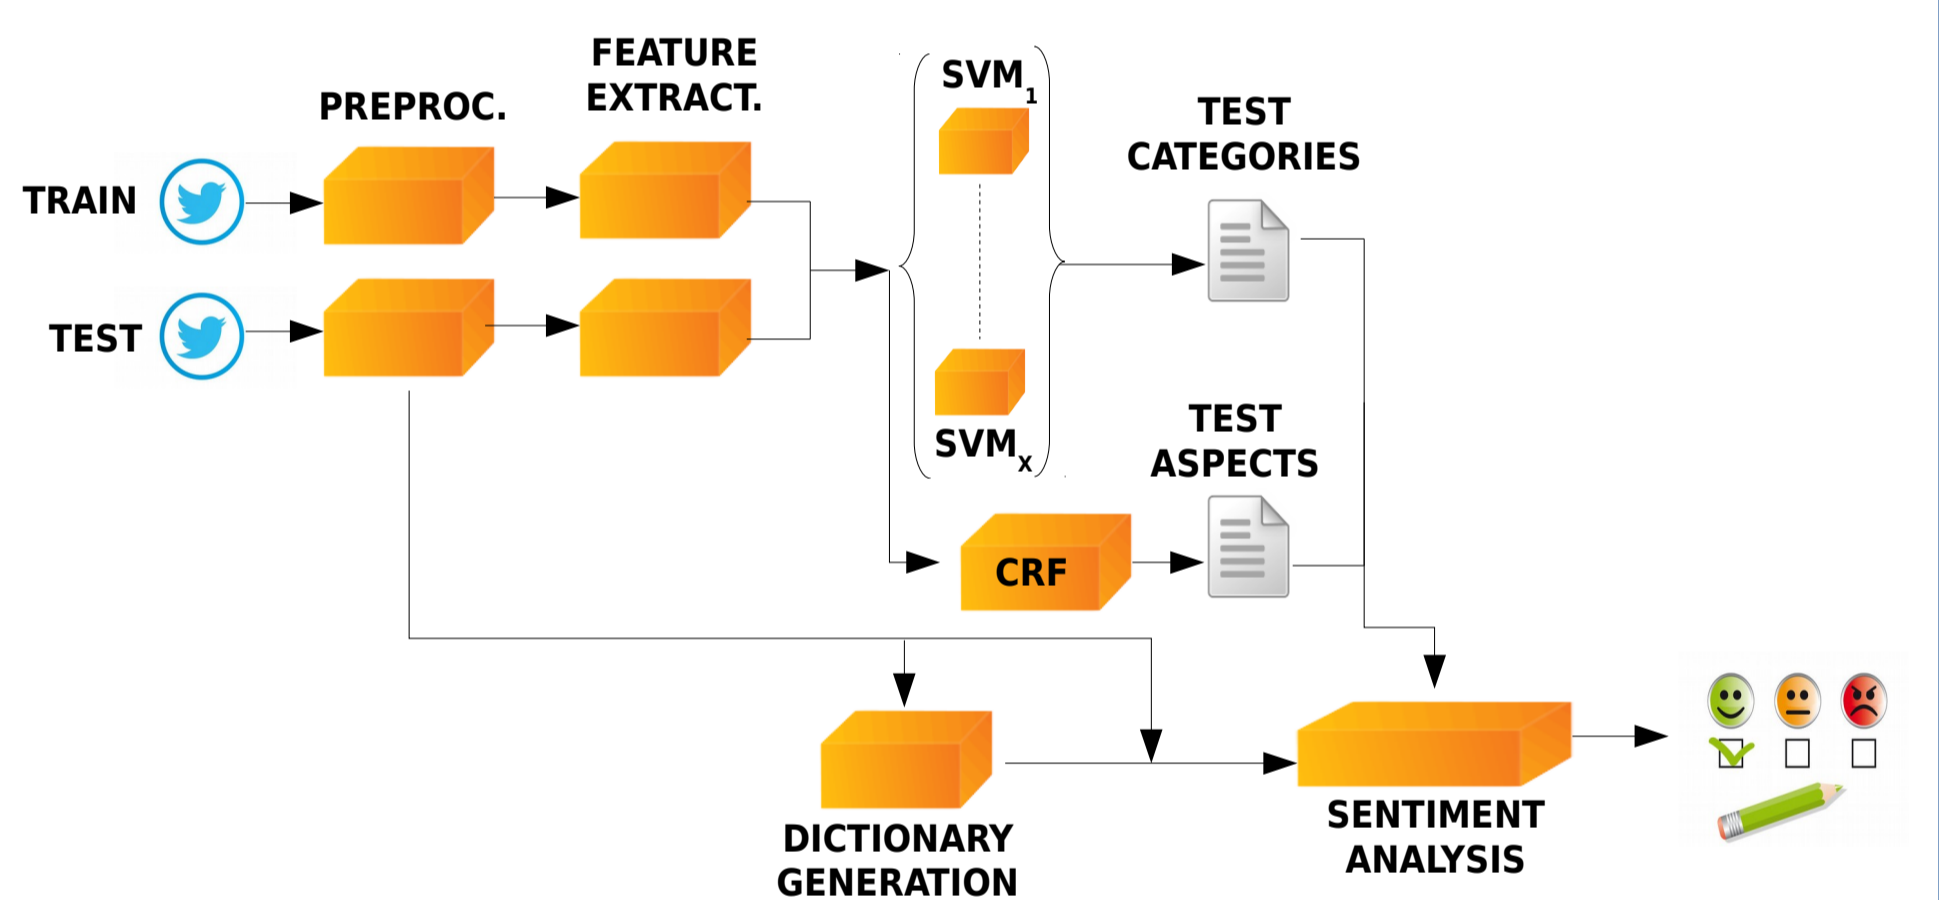 FEATURE
EXTRACT.
PREPROC.
SVM1
TEST
CATEGORIES
TRAIN
TEST
SVMX
TEST
ASPECTS
CRF
DICTIONARY
GENERATION
SENTIMENT
ANALYSIS